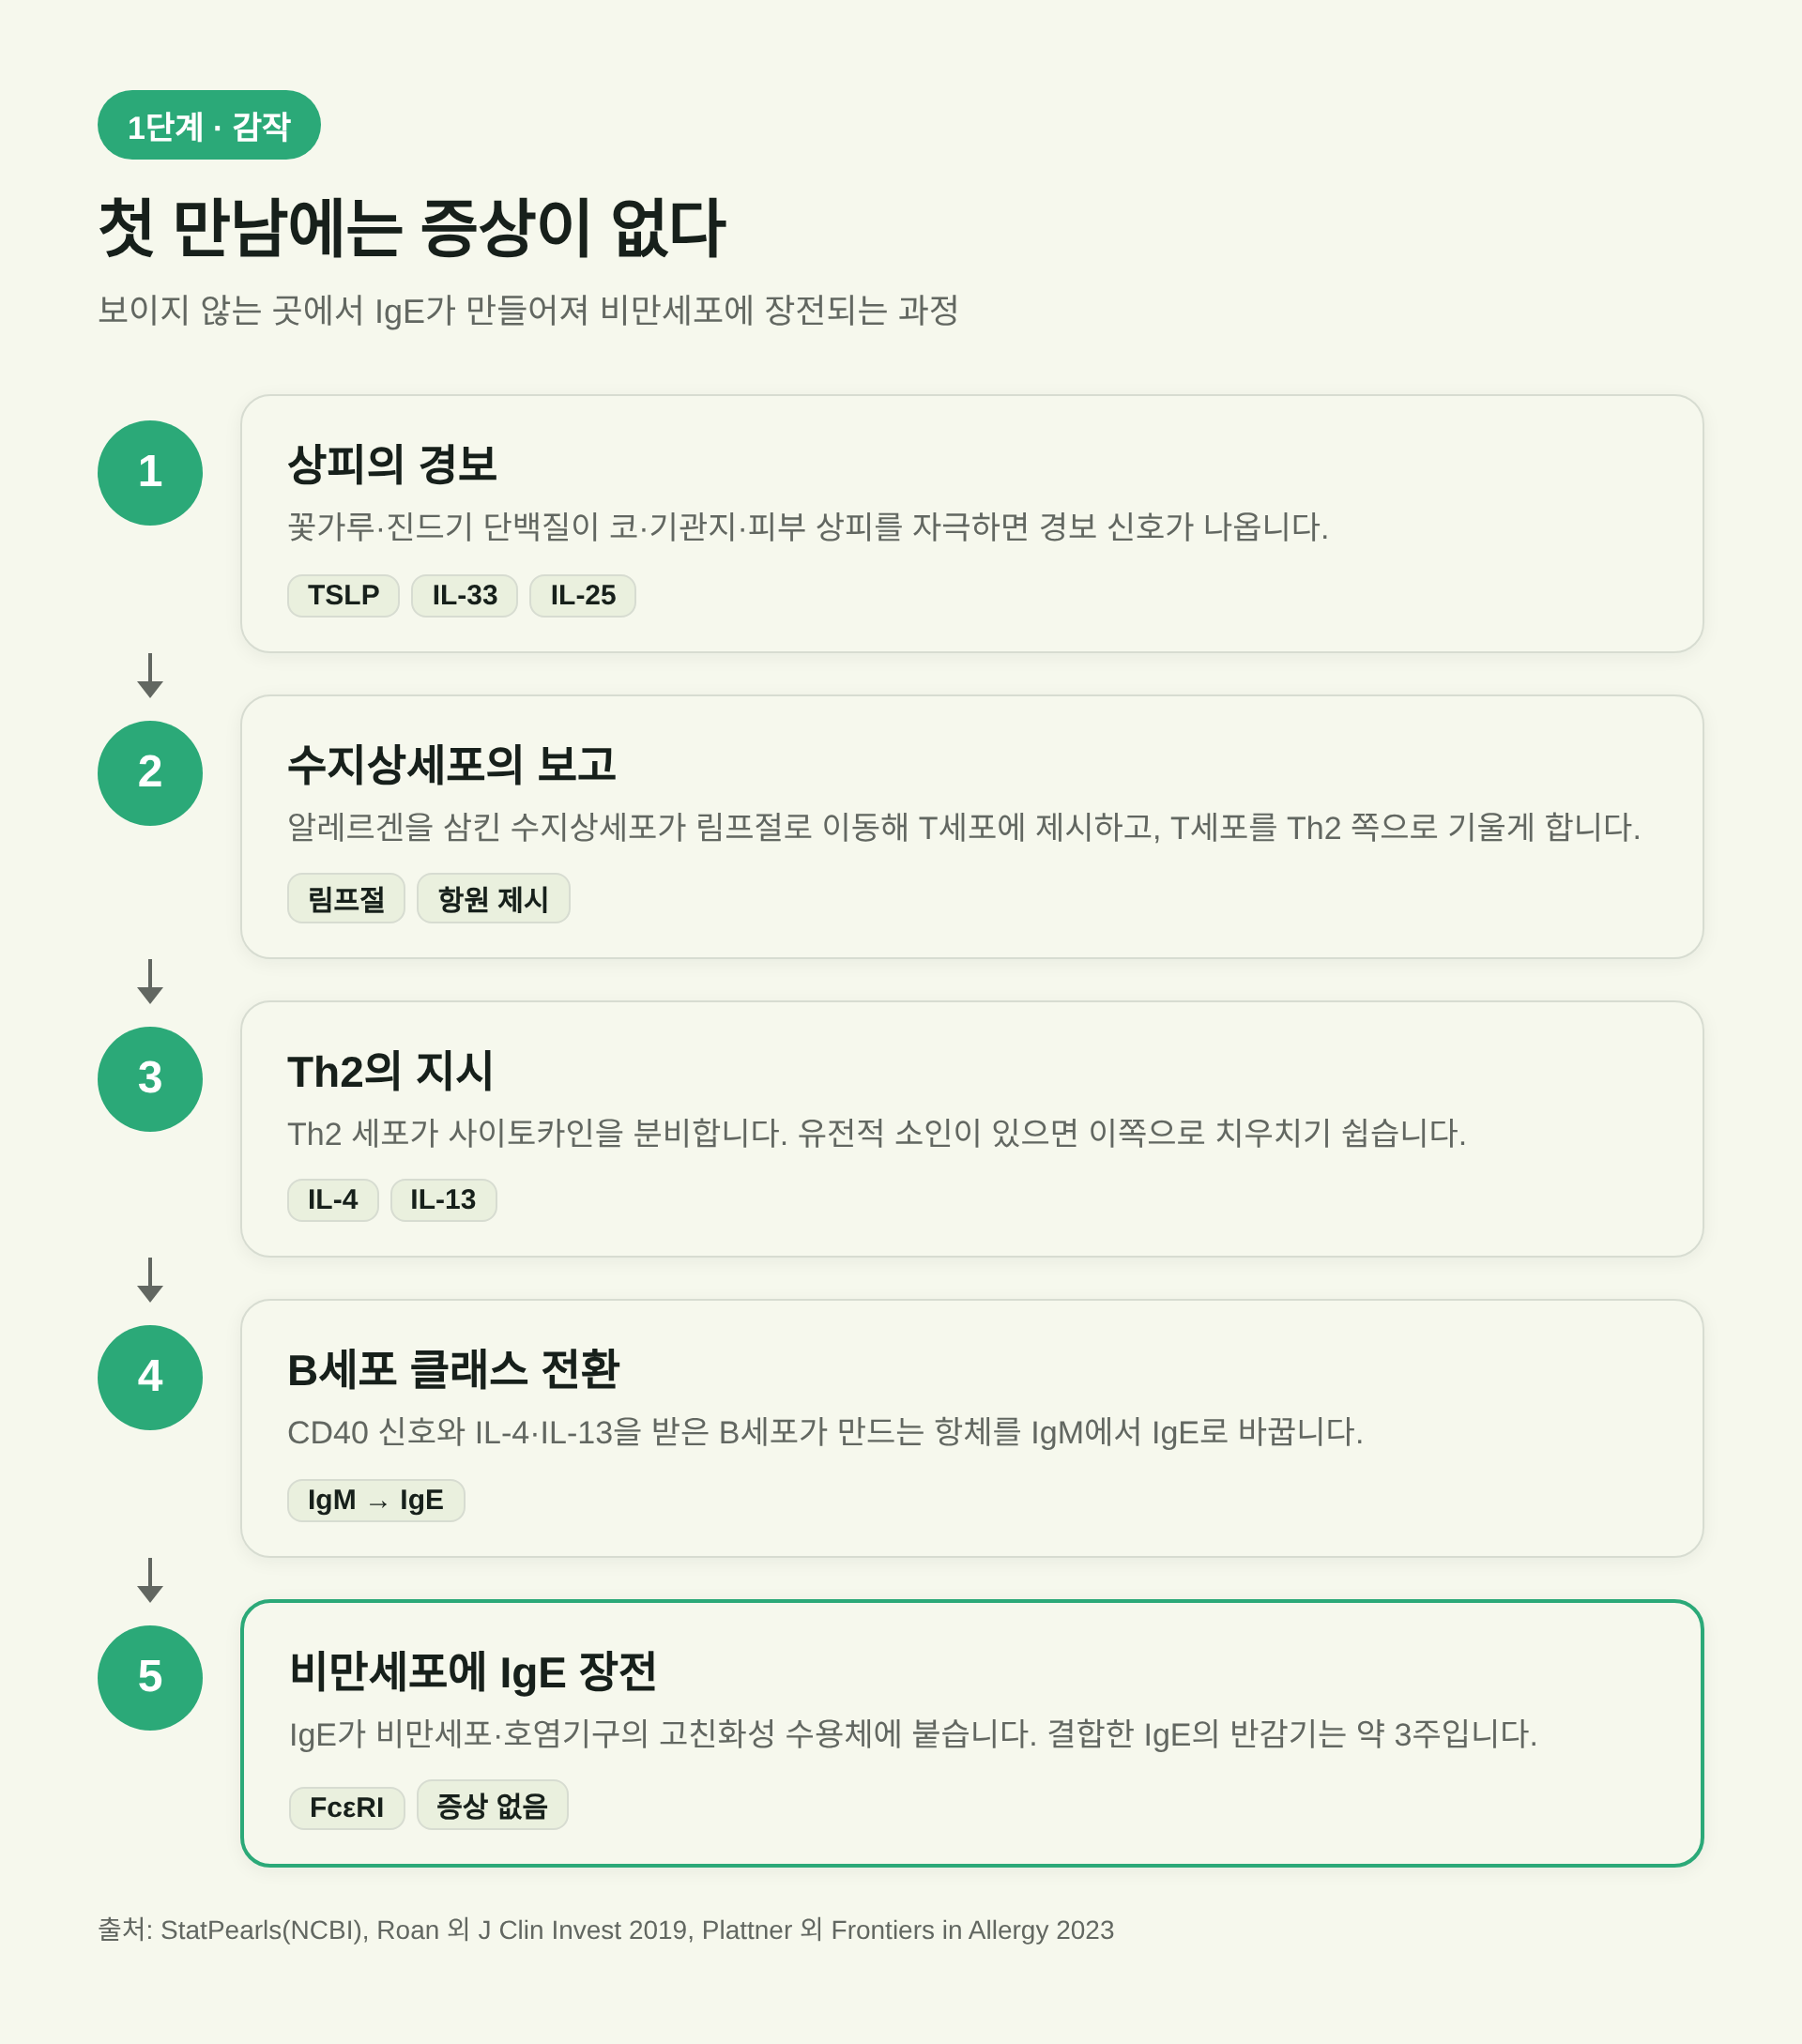 1단계 · 감작
첫 만남에는 증상이 없다
보이지 않는 곳에서 IgE가 만들어져 비만세포에 장전되는 과정
1
상피의 경보
꽃가루·진드기 단백질이 코·기관지·피부 상피를 자극하면 경보 신호가 나옵니다.
TSLP IL-33 IL-25
2
수지상세포의 보고
알레르겐을 삼킨 수지상세포가 림프절로 이동해 T세포에 제시하고, T세포를 Th2 쪽으로 기울게 합니다.
림프절 항원 제시
3
Th2의 지시
Th2 세포가 사이토카인을 분비합니다. 유전적 소인이 있으면 이쪽으로 치우치기 쉽습니다.
IL-4 IL-13
4
B세포 클래스 전환
CD40 신호와 IL-4·IL-13을 받은 B세포가 만드는 항체를 IgM에서 IgE로 바꿉니다.
IgM → IgE
5
비만세포에 IgE 장전
IgE가 비만세포·호염기구의 고친화성 수용체에 붙습니다. 결합한 IgE의 반감기는 약 3주입니다.
FcεRI 증상 없음
출처: StatPearls(NCBI), Roan 외 J Clin Invest 2019, Plattner 외 Frontiers in Allergy 2023